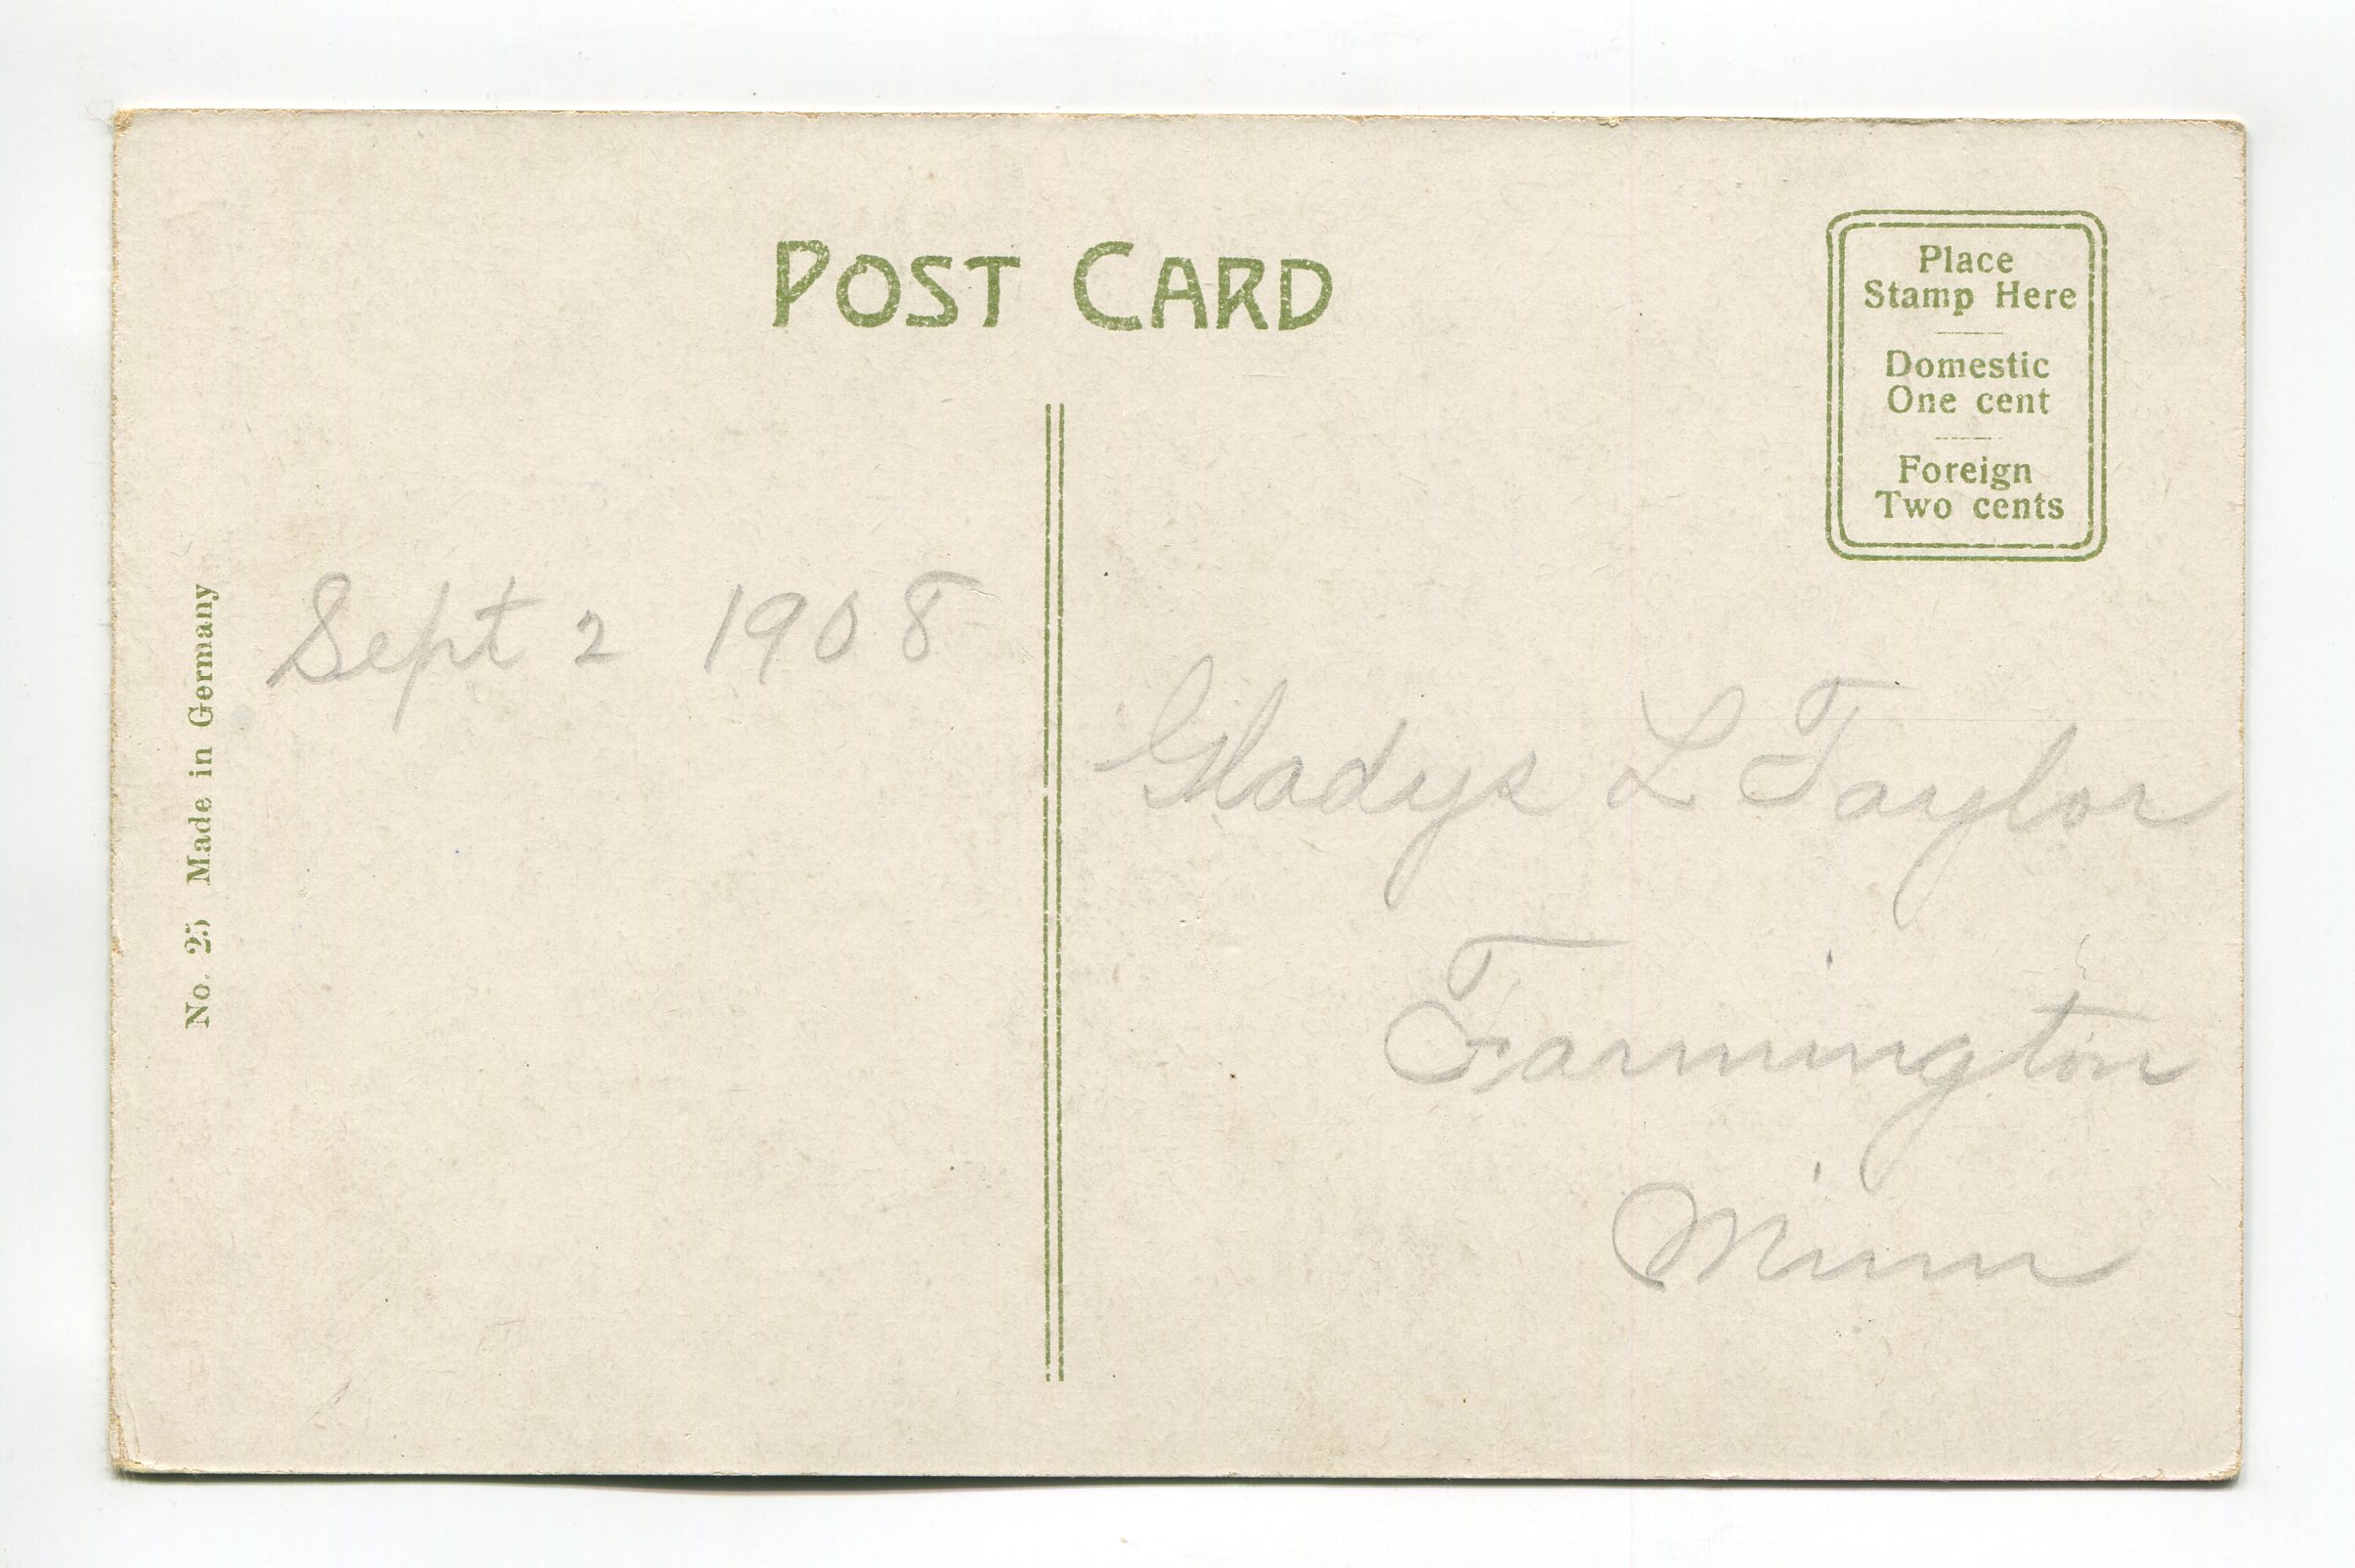 POST CARD
Place
Stamp Here
Domestic
One cent
Foreign
Two cents
No. 25 Made in Germany
Sept 2 1908
Gladys L Taylor
Farmington
Minn